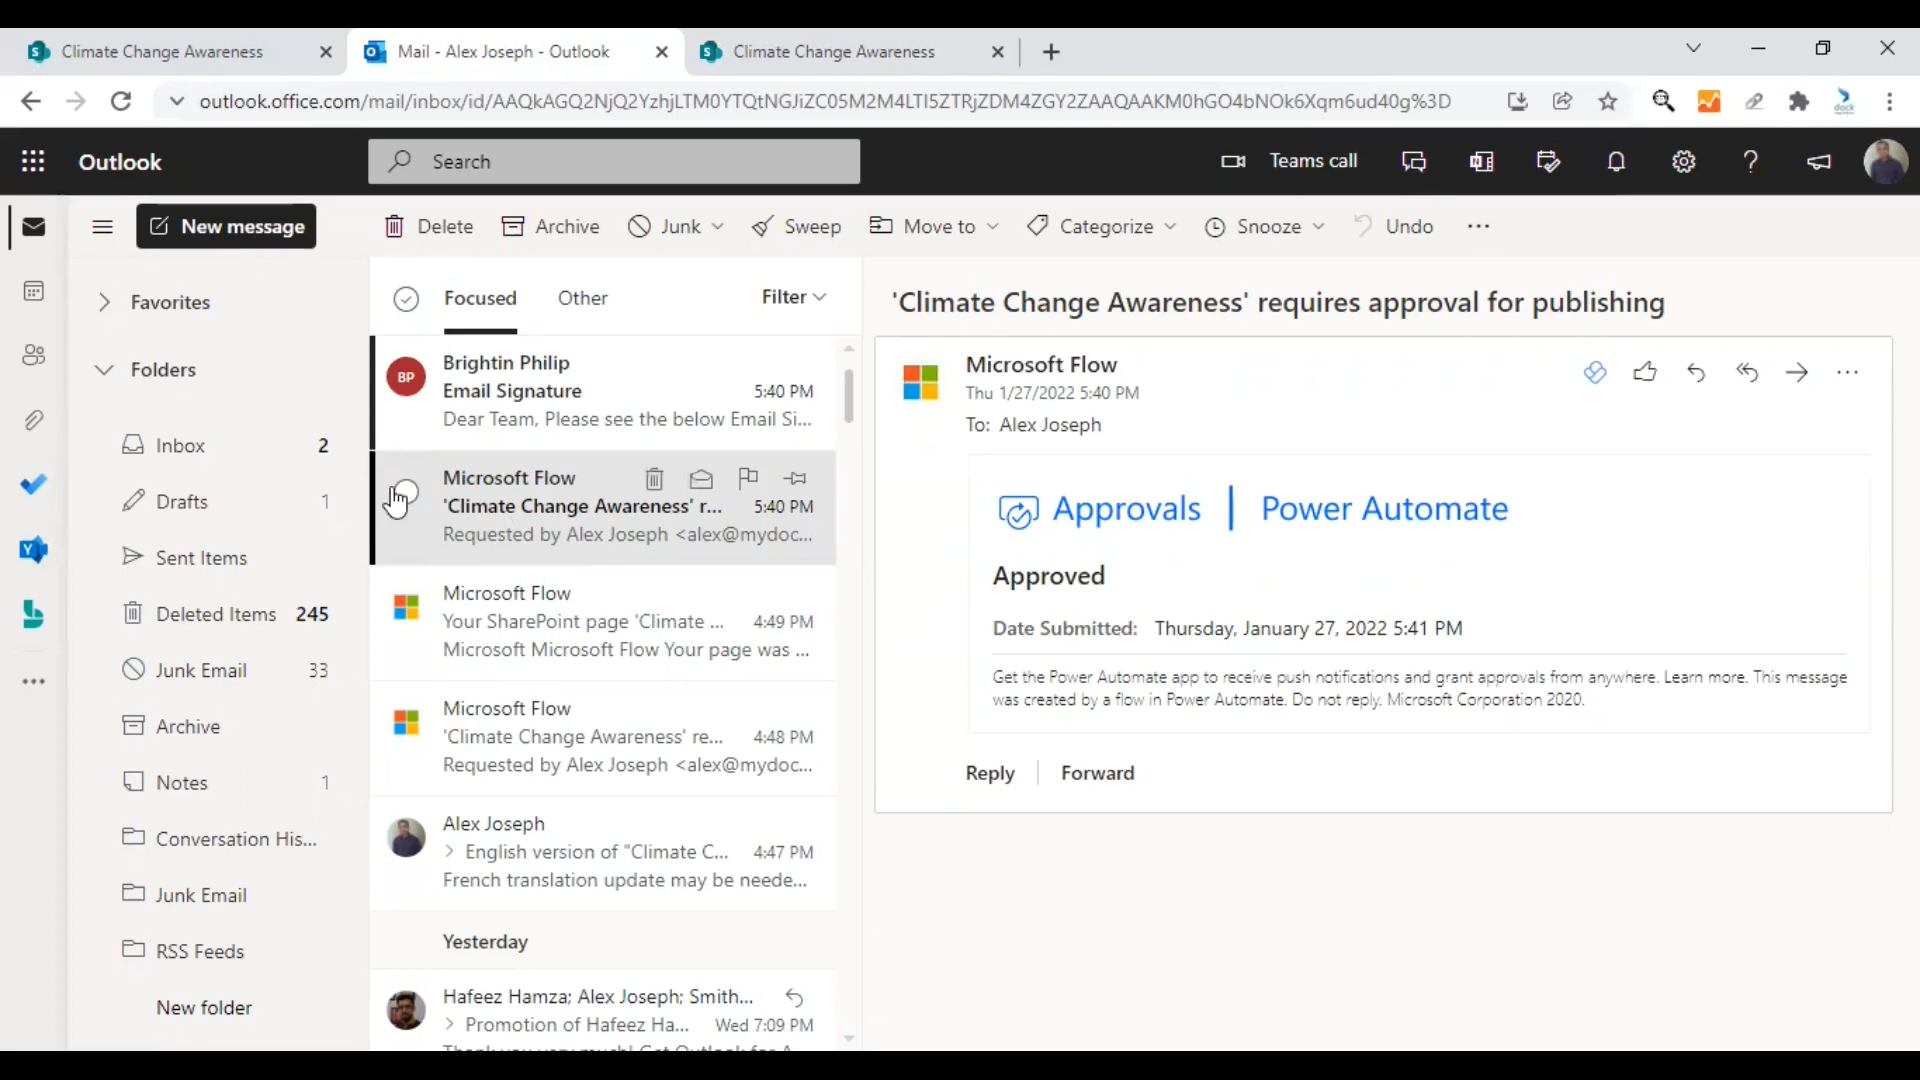 Climate Change Awareness
Mail - Alex Joseph - Outlook
Climate Change Awareness
outlook.office.com/mail/inbox/id/AAQkAGQ2NjQ2YzhjLTM0YTQtNGJiZC05M2M4LTI5ZTRjZDM4ZGY2ZAAQAAKM0hGO4bNOk6Xqm6ud40g%3D
dock
Outlook
Search
Teams call
New message
Delete
Archive
Junk
Sweep
Move to
Categorize
Snooze
Undo
Favorites
Folders
Inbox 2
Drafts 1
Sent Items
Deleted Items 245
Junk Email 33
Archive
Notes 1
Conversation His...
Junk Email
RSS Feeds
New folder
Focused
Other
Filter
BP
Brightin Philip
Email Signature 5:40 PM
Dear Team, Please see the below Email Si...
Microsoft Flow
'Climate Change Awareness' r... 5:40 PM
Requested by Alex Joseph <alex@mydoc...
Microsoft Flow
Your SharePoint page 'Climate ... 4:49 PM
Microsoft Microsoft Flow Your page was ...
Microsoft Flow
'Climate Change Awareness' re... 4:48 PM
Requested by Alex Joseph <alex@mydoc...
Alex Joseph
English version of "Climate C... 4:47 PM
French translation update may be neede...
Yesterday
Hafeez Hamza; Alex Joseph; Smith...
Promotion of Hafeez Ha... Wed 7:09 PM
'Climate Change Awareness' requires approval for publishing
Microsoft Flow
Thu 1/27/2022 5:40 PM
To: Alex Joseph
Approvals | Power Automate
Approved
Date Submitted: Thursday, January 27, 2022 5:41 PM
Get the Power Automate app to receive push notifications and grant approvals from anywhere. Learn more. This message
was created by a flow in Power Automate. Do not reply. Microsoft Corporation 2020.
Reply
Forward